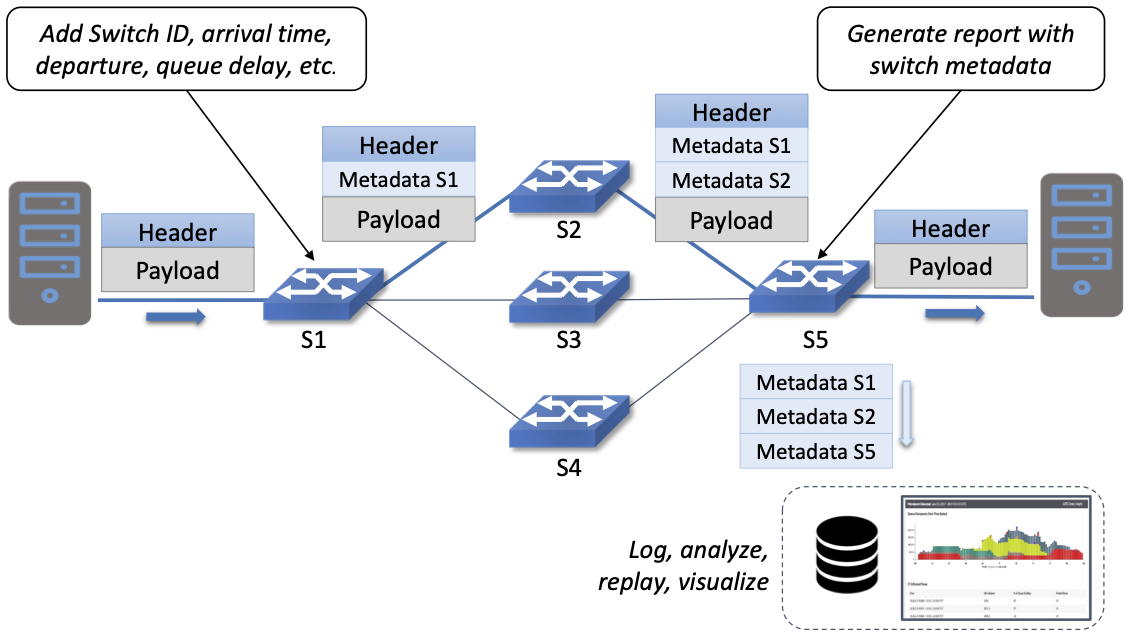 Add Switch ID, arrival time,
departure, queue delay, etc.
Generate report with
switch metadata
Header
Payload
Header
Metadata S1
Payload
Header
Metadata S1
Metadata S2
Payload
Header
Payload
S1
S2
S3
S4
S5
Metadata S1
Metadata S2
Metadata S5
Log, analyze,
replay, visualize